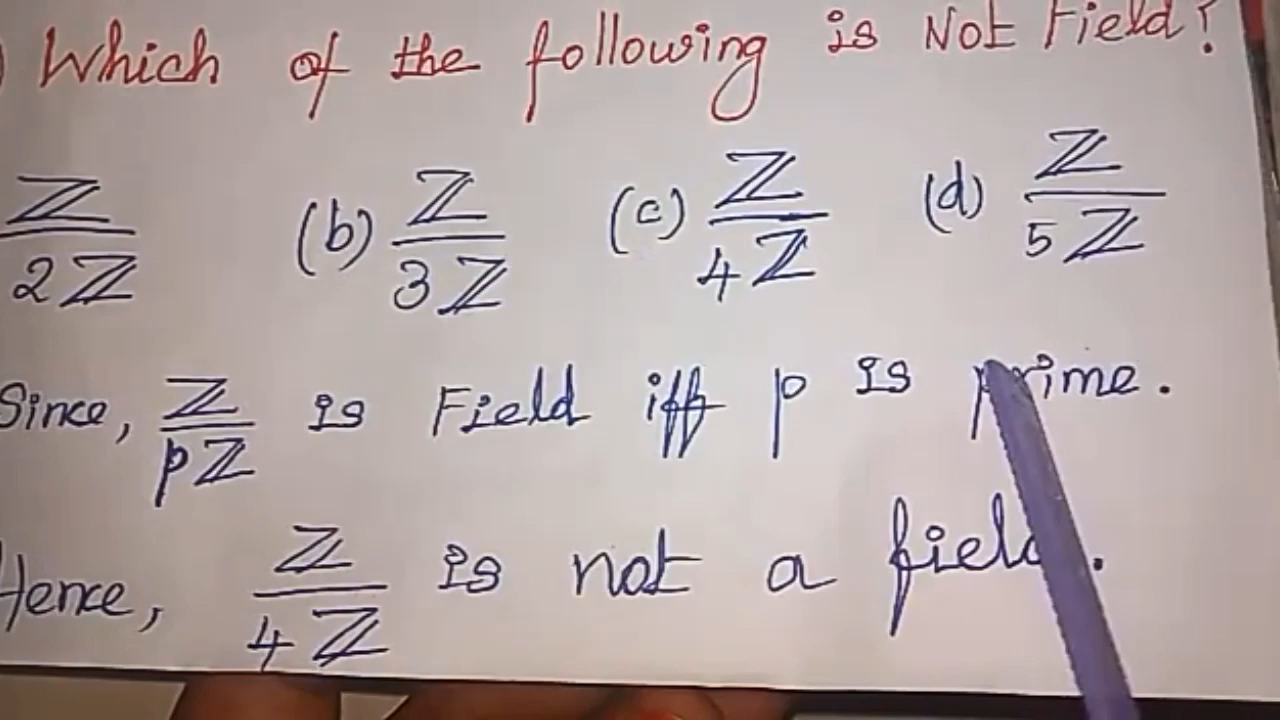 Which of the following is Not Field?
ℤ/2ℤ (b) ℤ/3ℤ (c) ℤ/4ℤ (d) ℤ/5ℤ
Since, ℤ/pℤ is Field iff p is prime.
Hence, ℤ/4ℤ is not a field.